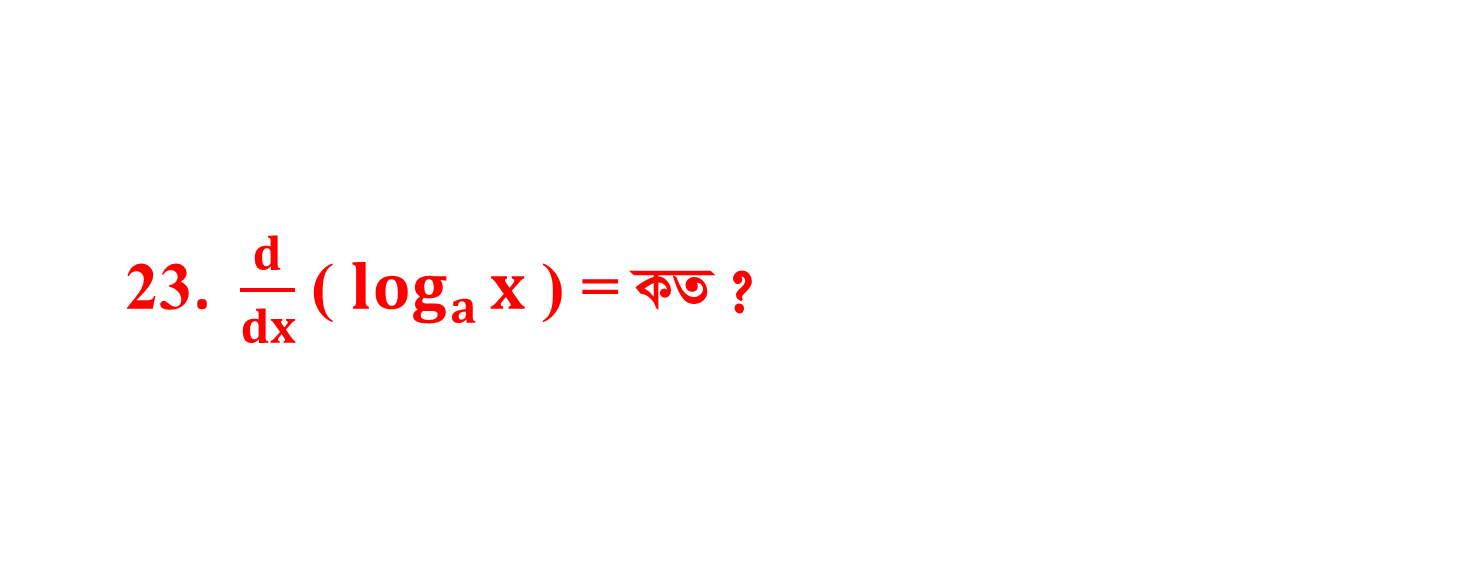 23. d/dx ( logₐ x ) = কত ?